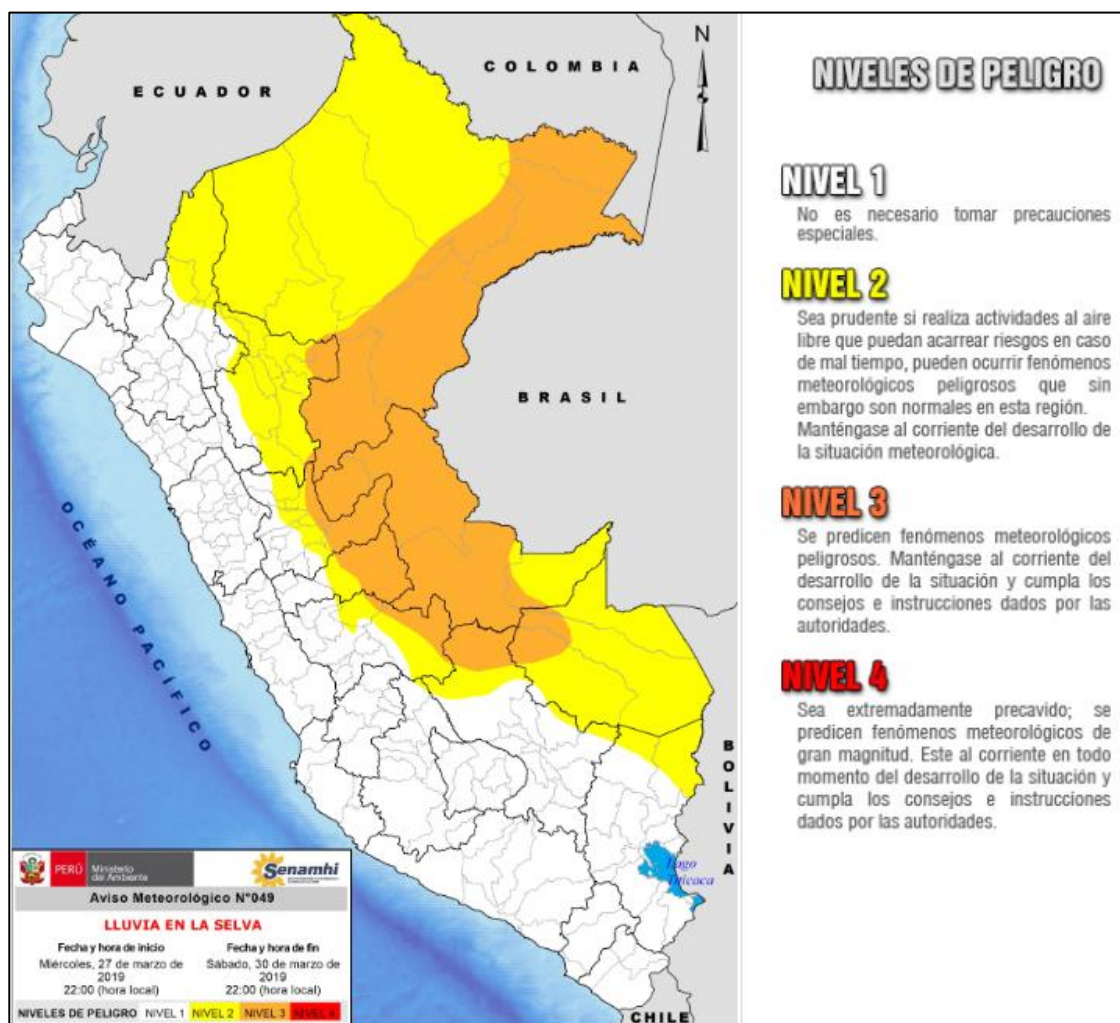 N
COLOMBIA
ECUADOR
BRASIL
OCÉANO PACÍFICO
BOLIVIA
Lago
Titicaca
CHILE
PERÚ
Ministerio
del Ambiente
Senamhi
Aviso Meteorológico N°049
LLUVIA EN LA SELVA
Fecha y hora de inicio
Miércoles, 27 de marzo de
2019
22:00 (hora local)
Fecha y hora de fin
Sábado, 30 de marzo de
2019
22:00 (hora local)
NIVELES DE PELIGRO NIVEL 1 NIVEL 2 NIVEL 3 NIVEL 4
NIVELES DE PELIGRO
NIVEL 1
No es necesario tomar precauciones
especiales.
NIVEL 2
Sea prudente si realiza actividades al aire
libre que puedan acarrear riesgos en caso
de mal tiempo, pueden ocurrir fenómenos
meteorológicos peligrosos que sin
embargo son normales en esta región.
Manténgase al corriente del desarrollo de
la situación meteorológica.
NIVEL 3
Se predicen fenómenos meteorológicos
peligrosos. Manténgase al corriente del
desarrollo de la situación y cumpla los
consejos e instrucciones dados por las
autoridades.
NIVEL 4
Sea extremadamente precavido; se
predicen fenómenos meteorológicos de
gran magnitud. Este al corriente en todo
momento del desarrollo de la situación y
cumpla los consejos e instrucciones
dados por las autoridades.